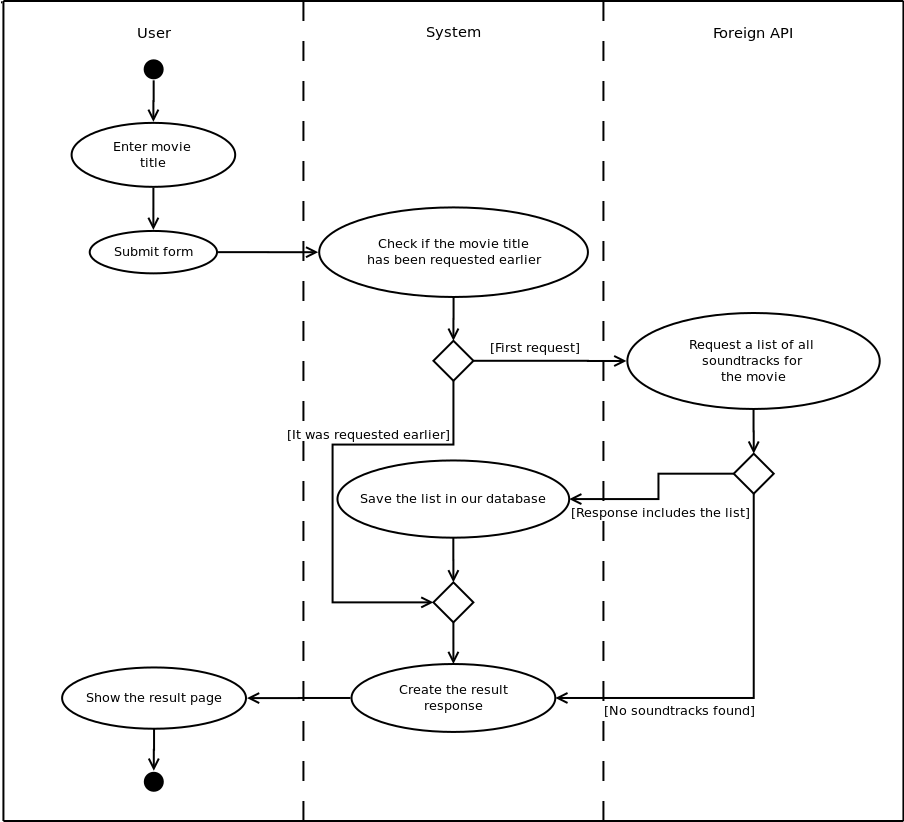 User
System
Foreign API
Enter movie
title
Submit form
Check if the movie title
has been requested earlier
[First request]
Request a list of all
soundtracks for
the movie
[It was requested earlier]
Save the list in our database
[Response includes the list]
Show the result page
Create the result
response
[No soundtracks found]